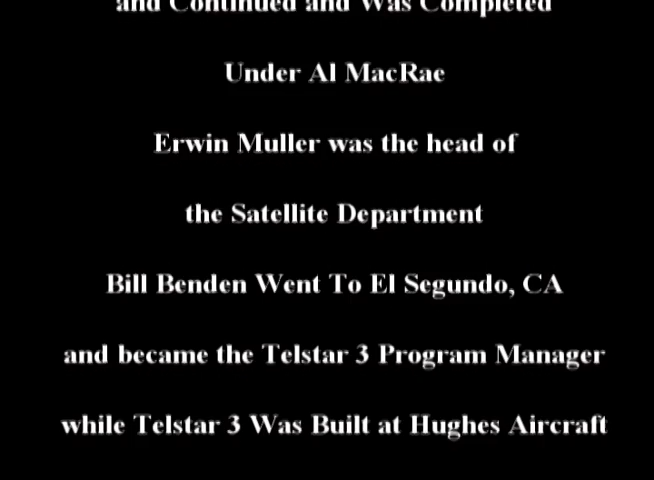 and Continued and Was Completed
Under Al MacRae
Erwin Muller was the head of
the Satellite Department
Bill Benden Went To El Segundo, CA
and became the Telstar 3 Program Manager
while Telstar 3 Was Built at Hughes Aircraft